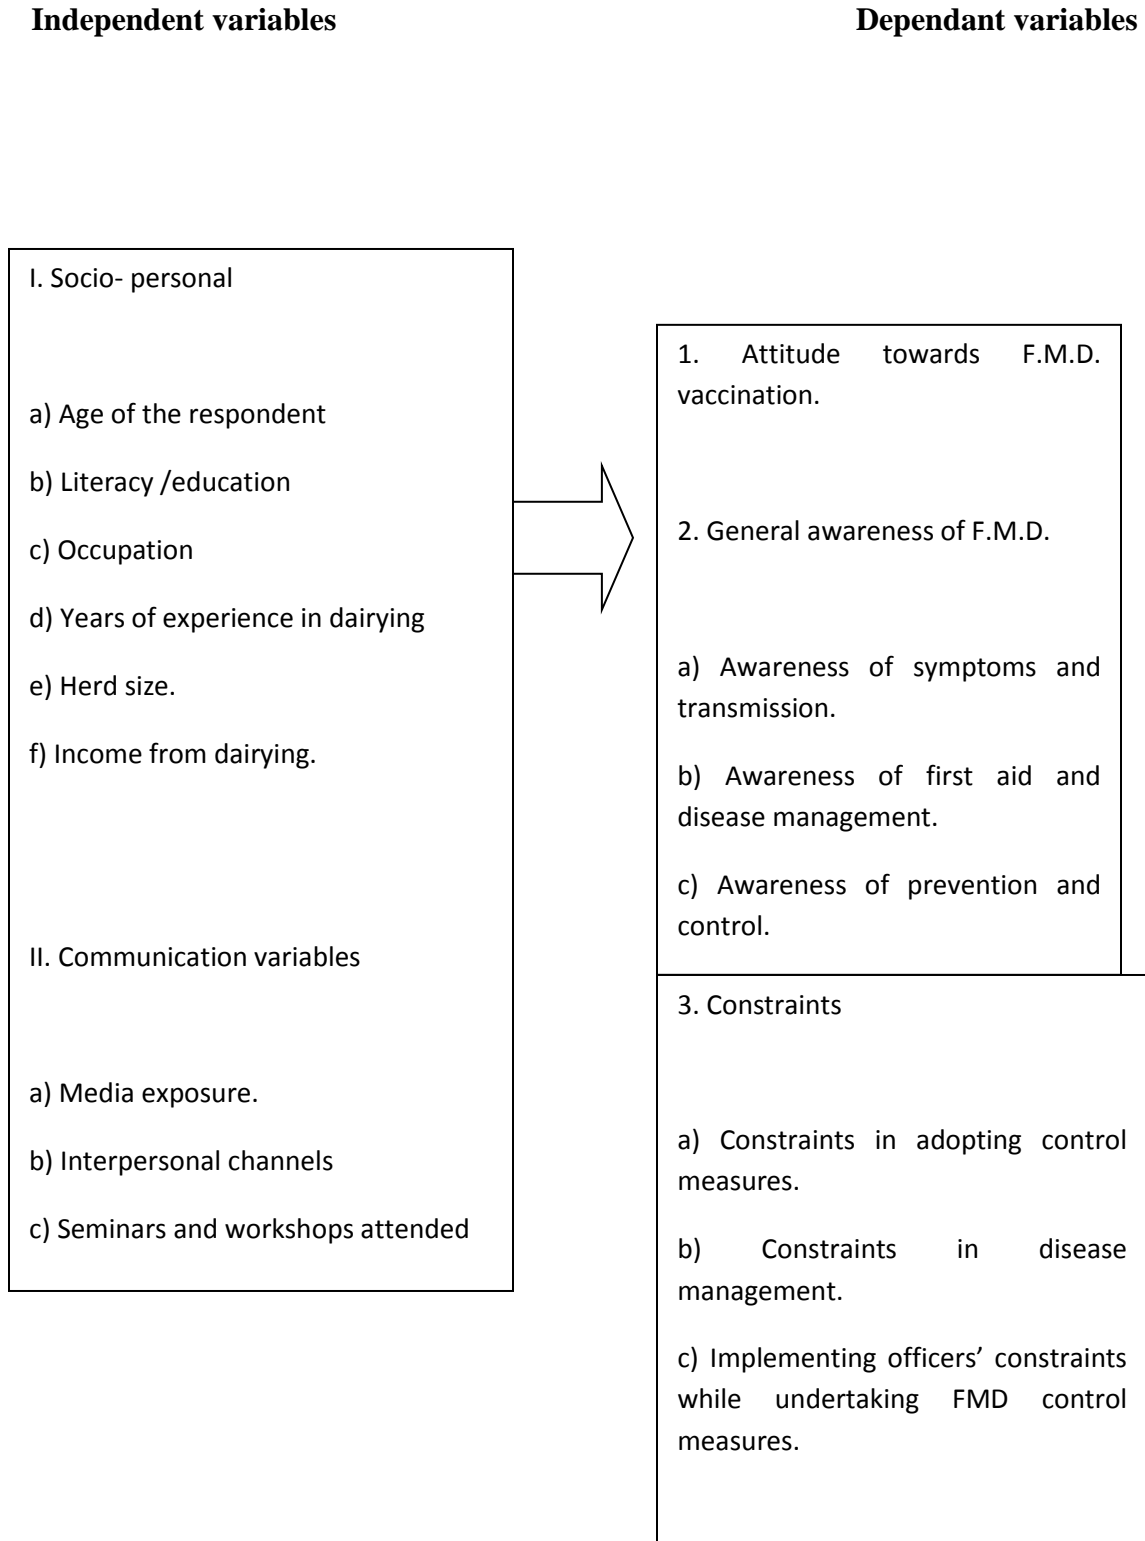 Independent variables
Dependant variables
I. Socio- personal
a) Age of the respondent
b) Literacy /education
c) Occupation
d) Years of experience in dairying
e) Herd size.
f) Income from dairying.
II. Communication variables
a) Media exposure.
b) Interpersonal channels
c) Seminars and workshops attended
1. Attitude towards F.M.D.
vaccination.
2. General awareness of F.M.D.
a) Awareness of symptoms and
transmission.
b) Awareness of first aid and
disease management.
c) Awareness of prevention and
control.
3. Constraints
a) Constraints in adopting control
measures.
b) Constraints in disease
management.
c) Implementing officers’ constraints
while undertaking FMD control
measures.